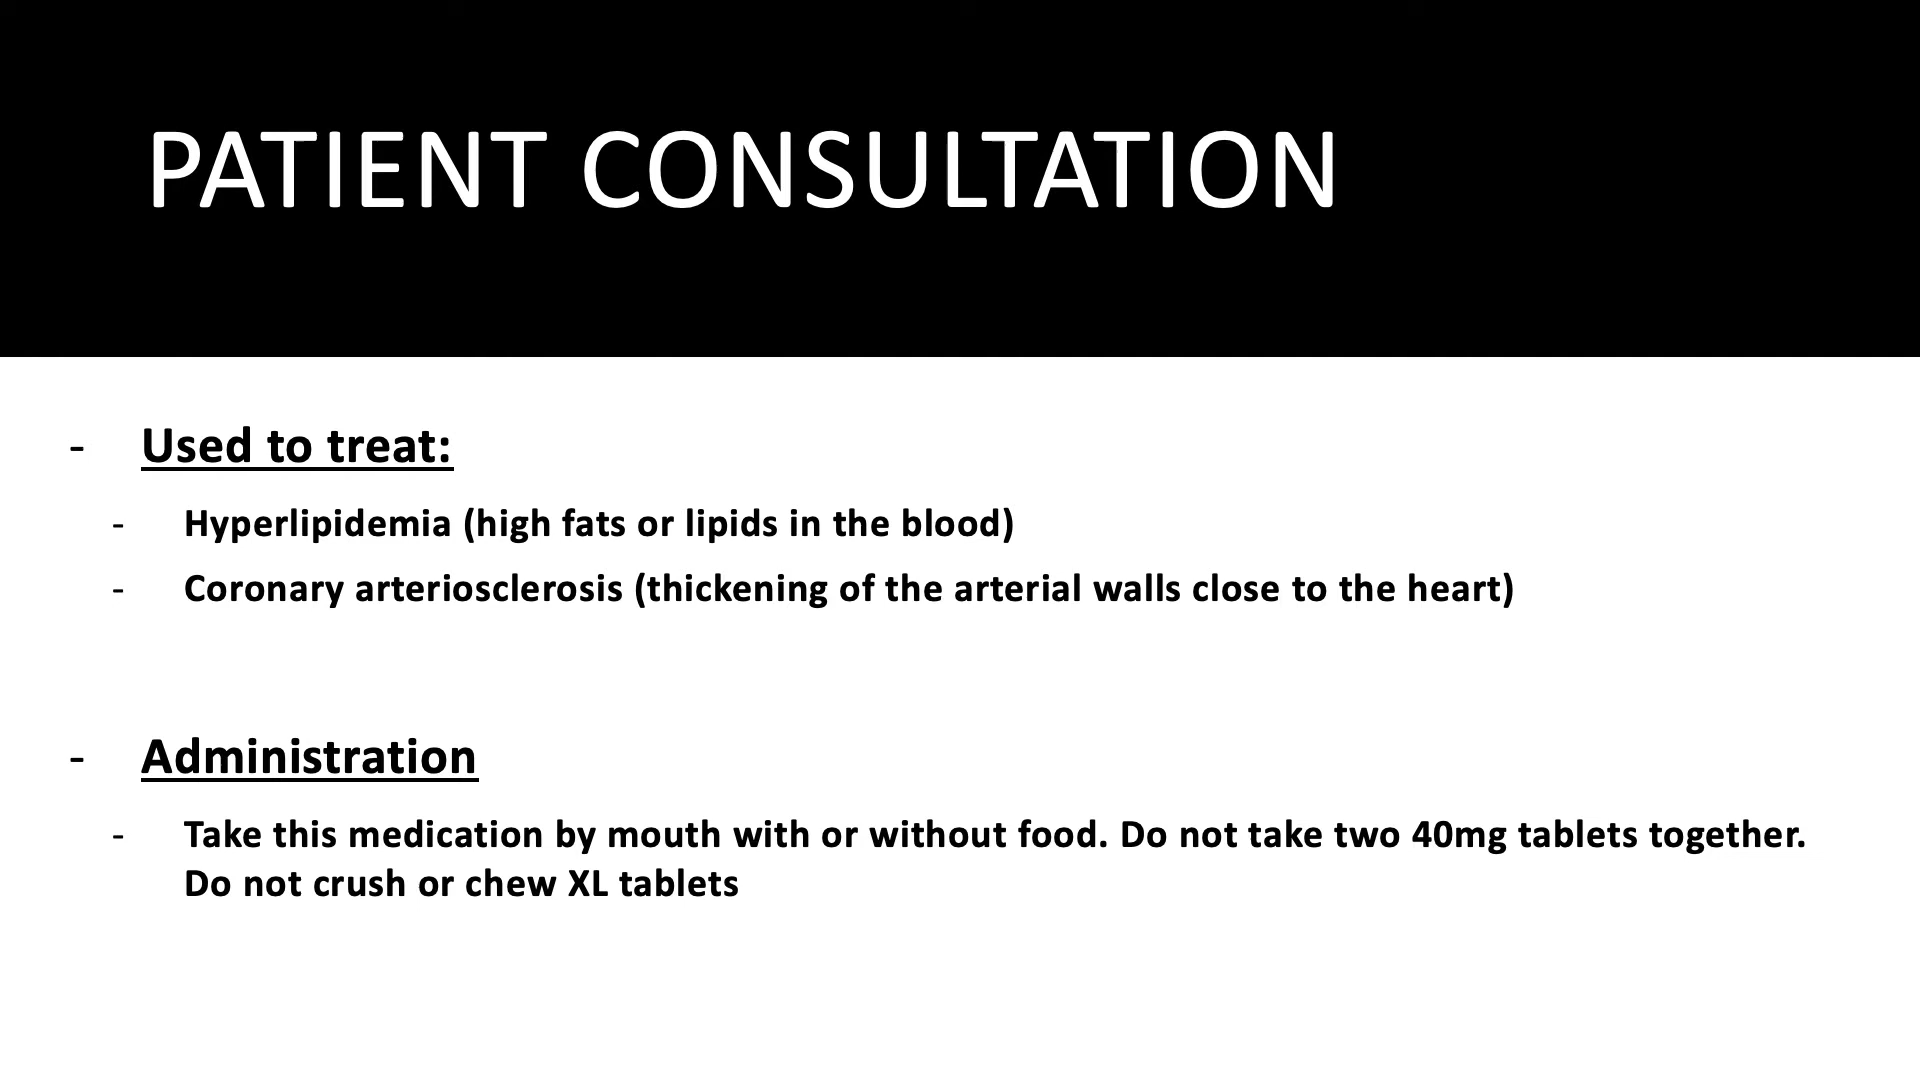 PATIENT CONSULTATION
- Used to treat:
- Hyperlipidemia (high fats or lipids in the blood)
- Coronary arteriosclerosis (thickening of the arterial walls close to the heart)
- Administration
- Take this medication by mouth with or without food. Do not take two 40mg tablets together.
Do not crush or chew XL tablets